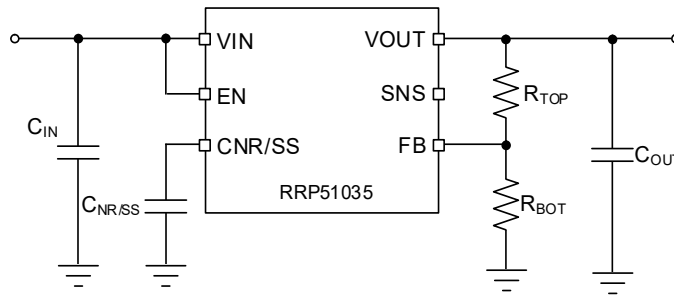 VIN
VOUT
EN
SNS
CNR/SS
FB
RRP51035
CIN
CNR/SS
RTOP
RBOT
COUT